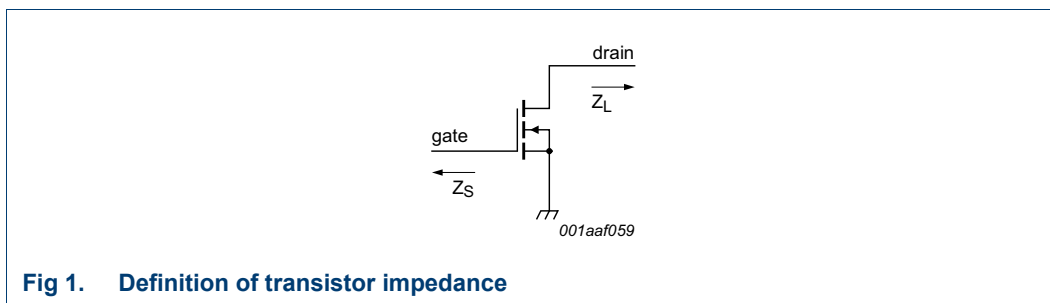 drain
Z_L
gate
Z_S
001aaf059
Fig 1. Definition of transistor impedance